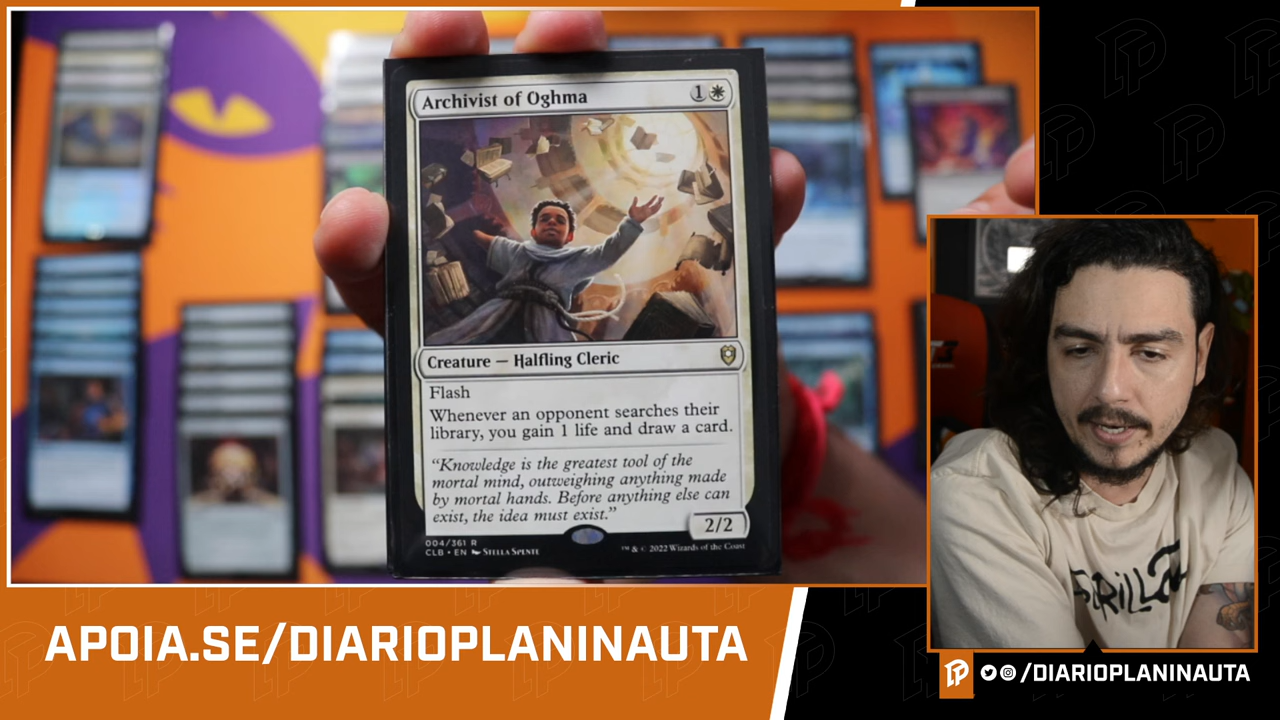 Archivist of Oghma
1
Creature — Halfling Cleric
Flash
Whenever an opponent searches their
library, you gain 1 life and draw a card.
“Knowledge is the greatest tool of the
mortal mind, outweighing anything made
by mortal hands. Before anything else can
exist, the idea must exist.”
2/2
004/361 R
CLB • EN STELLA SPENTE
™ & © 2022 Wizards of the Coast
APOIA.SE/DIARIOPLANINAUTA
/DIARIOPLANINAUTA